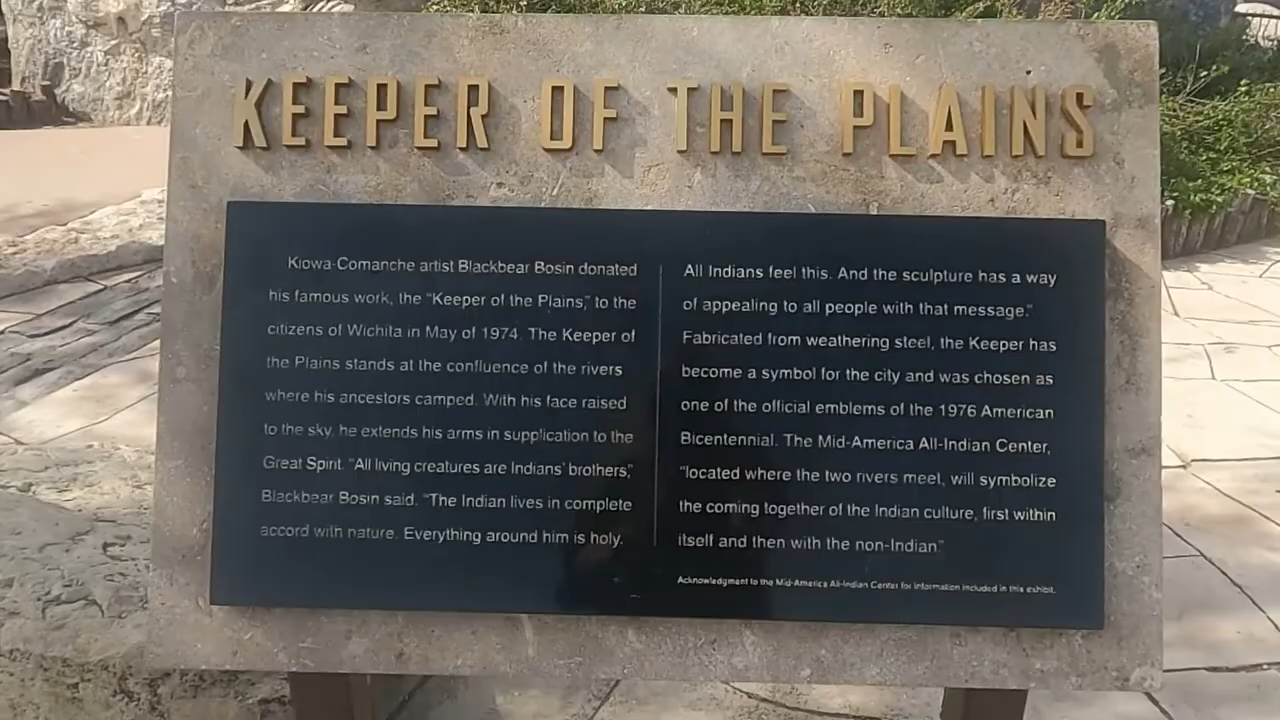 KEEPER OF THE PLAINS
Kiowa-Comanche artist Blackbear Bosin donated
his famous work, the “Keeper of the Plains,” to the
citizens of Wichita in May of 1974. The Keeper of
the Plains stands at the confluence of the rivers
where his ancestors camped. With his face raised
to the sky, he extends his arms in supplication to the
Great Spirit. “All living creatures are Indians’ brothers,”
Blackbear Bosin said. “The Indian lives in complete
accord with nature. Everything around him is holy.
All Indians feel this. And the sculpture has a way
of appealing to all people with that message.”
Fabricated from weathering steel, the Keeper has
become a symbol for the city and was chosen as
one of the official emblems of the 1976 American
Bicentennial. The Mid-America All-Indian Center,
“located where the two rivers meet, will symbolize
the coming together of the Indian culture, first within
itself and then with the non-Indian.”
Acknowledgment to the Mid-America All-Indian Center for information included in this exhibit.